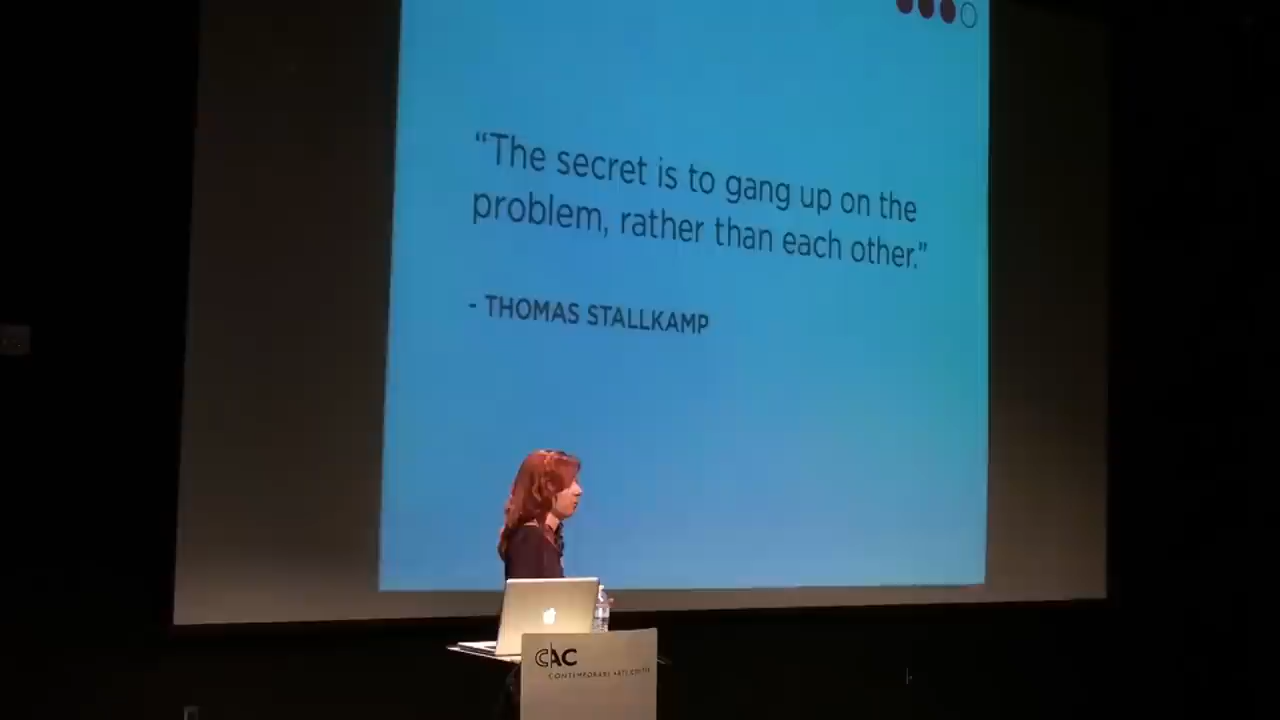 “The secret is to gang up on the
problem, rather than each other.”
- THOMAS STALLKAMP
CAC
CONTEMPORARY ARTS CENTER